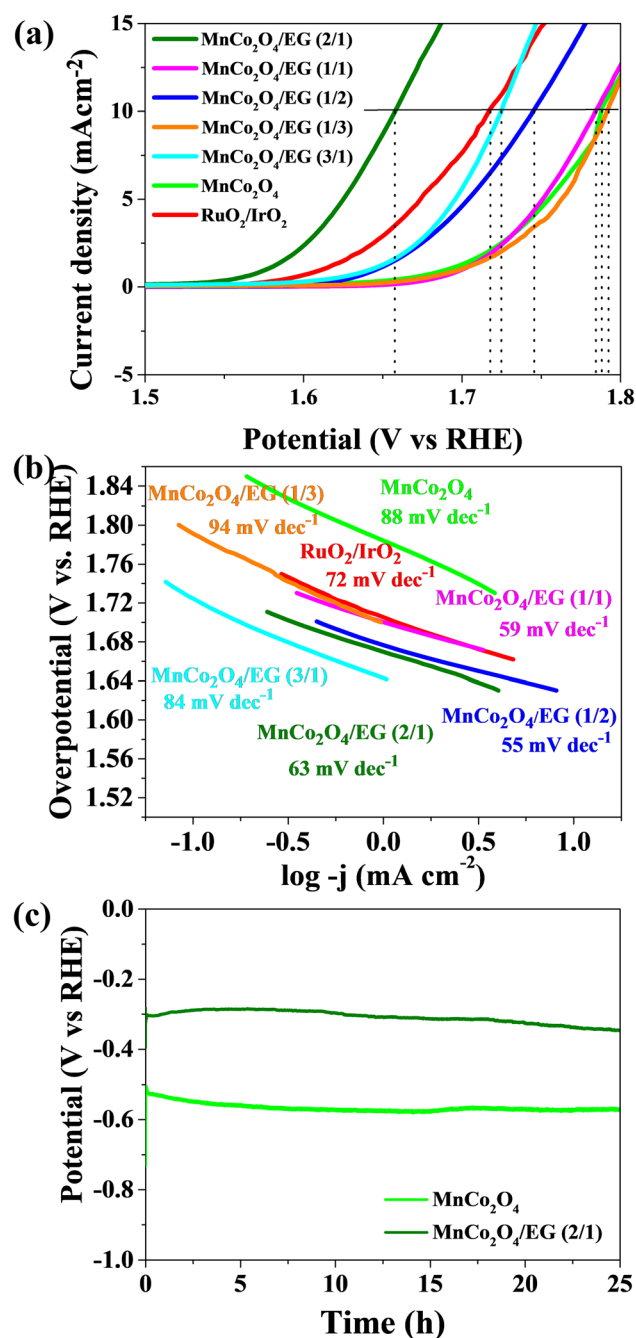 (a)
MnCo₂O₄/EG (2/1)
MnCo₂O₄/EG (1/1)
MnCo₂O₄/EG (1/2)
MnCo₂O₄/EG (1/3)
MnCo₂O₄/EG (3/1)
MnCo₂O₄
RuO₂/IrO₂
Current density (mAcm⁻²)
15
10
5
0
-5
1.5
1.6
1.7
1.8
Potential (V vs RHE)
(b)
Overpotential (V vs. RHE)
1.84
1.80
1.76
1.72
1.68
1.64
1.60
1.56
1.52
MnCo₂O₄/EG (1/3)
94 mV dec⁻¹
MnCo₂O₄
88 mV dec⁻¹
RuO₂/IrO₂
72 mV dec⁻¹
MnCo₂O₄/EG (1/1)
59 mV dec⁻¹
MnCo₂O₄/EG (3/1)
84 mV dec⁻¹
MnCo₂O₄/EG (2/1)
63 mV dec⁻¹
MnCo₂O₄/EG (1/2)
55 mV dec⁻¹
-1.0
-0.5
0.0
0.5
1.0
log -j (mA cm⁻²)
(c)
Potential (V vs RHE)
0.0
-0.2
-0.4
-0.6
-0.8
-1.0
MnCo₂O₄
MnCo₂O₄/EG (2/1)
0
5
10
15
20
25
Time (h)